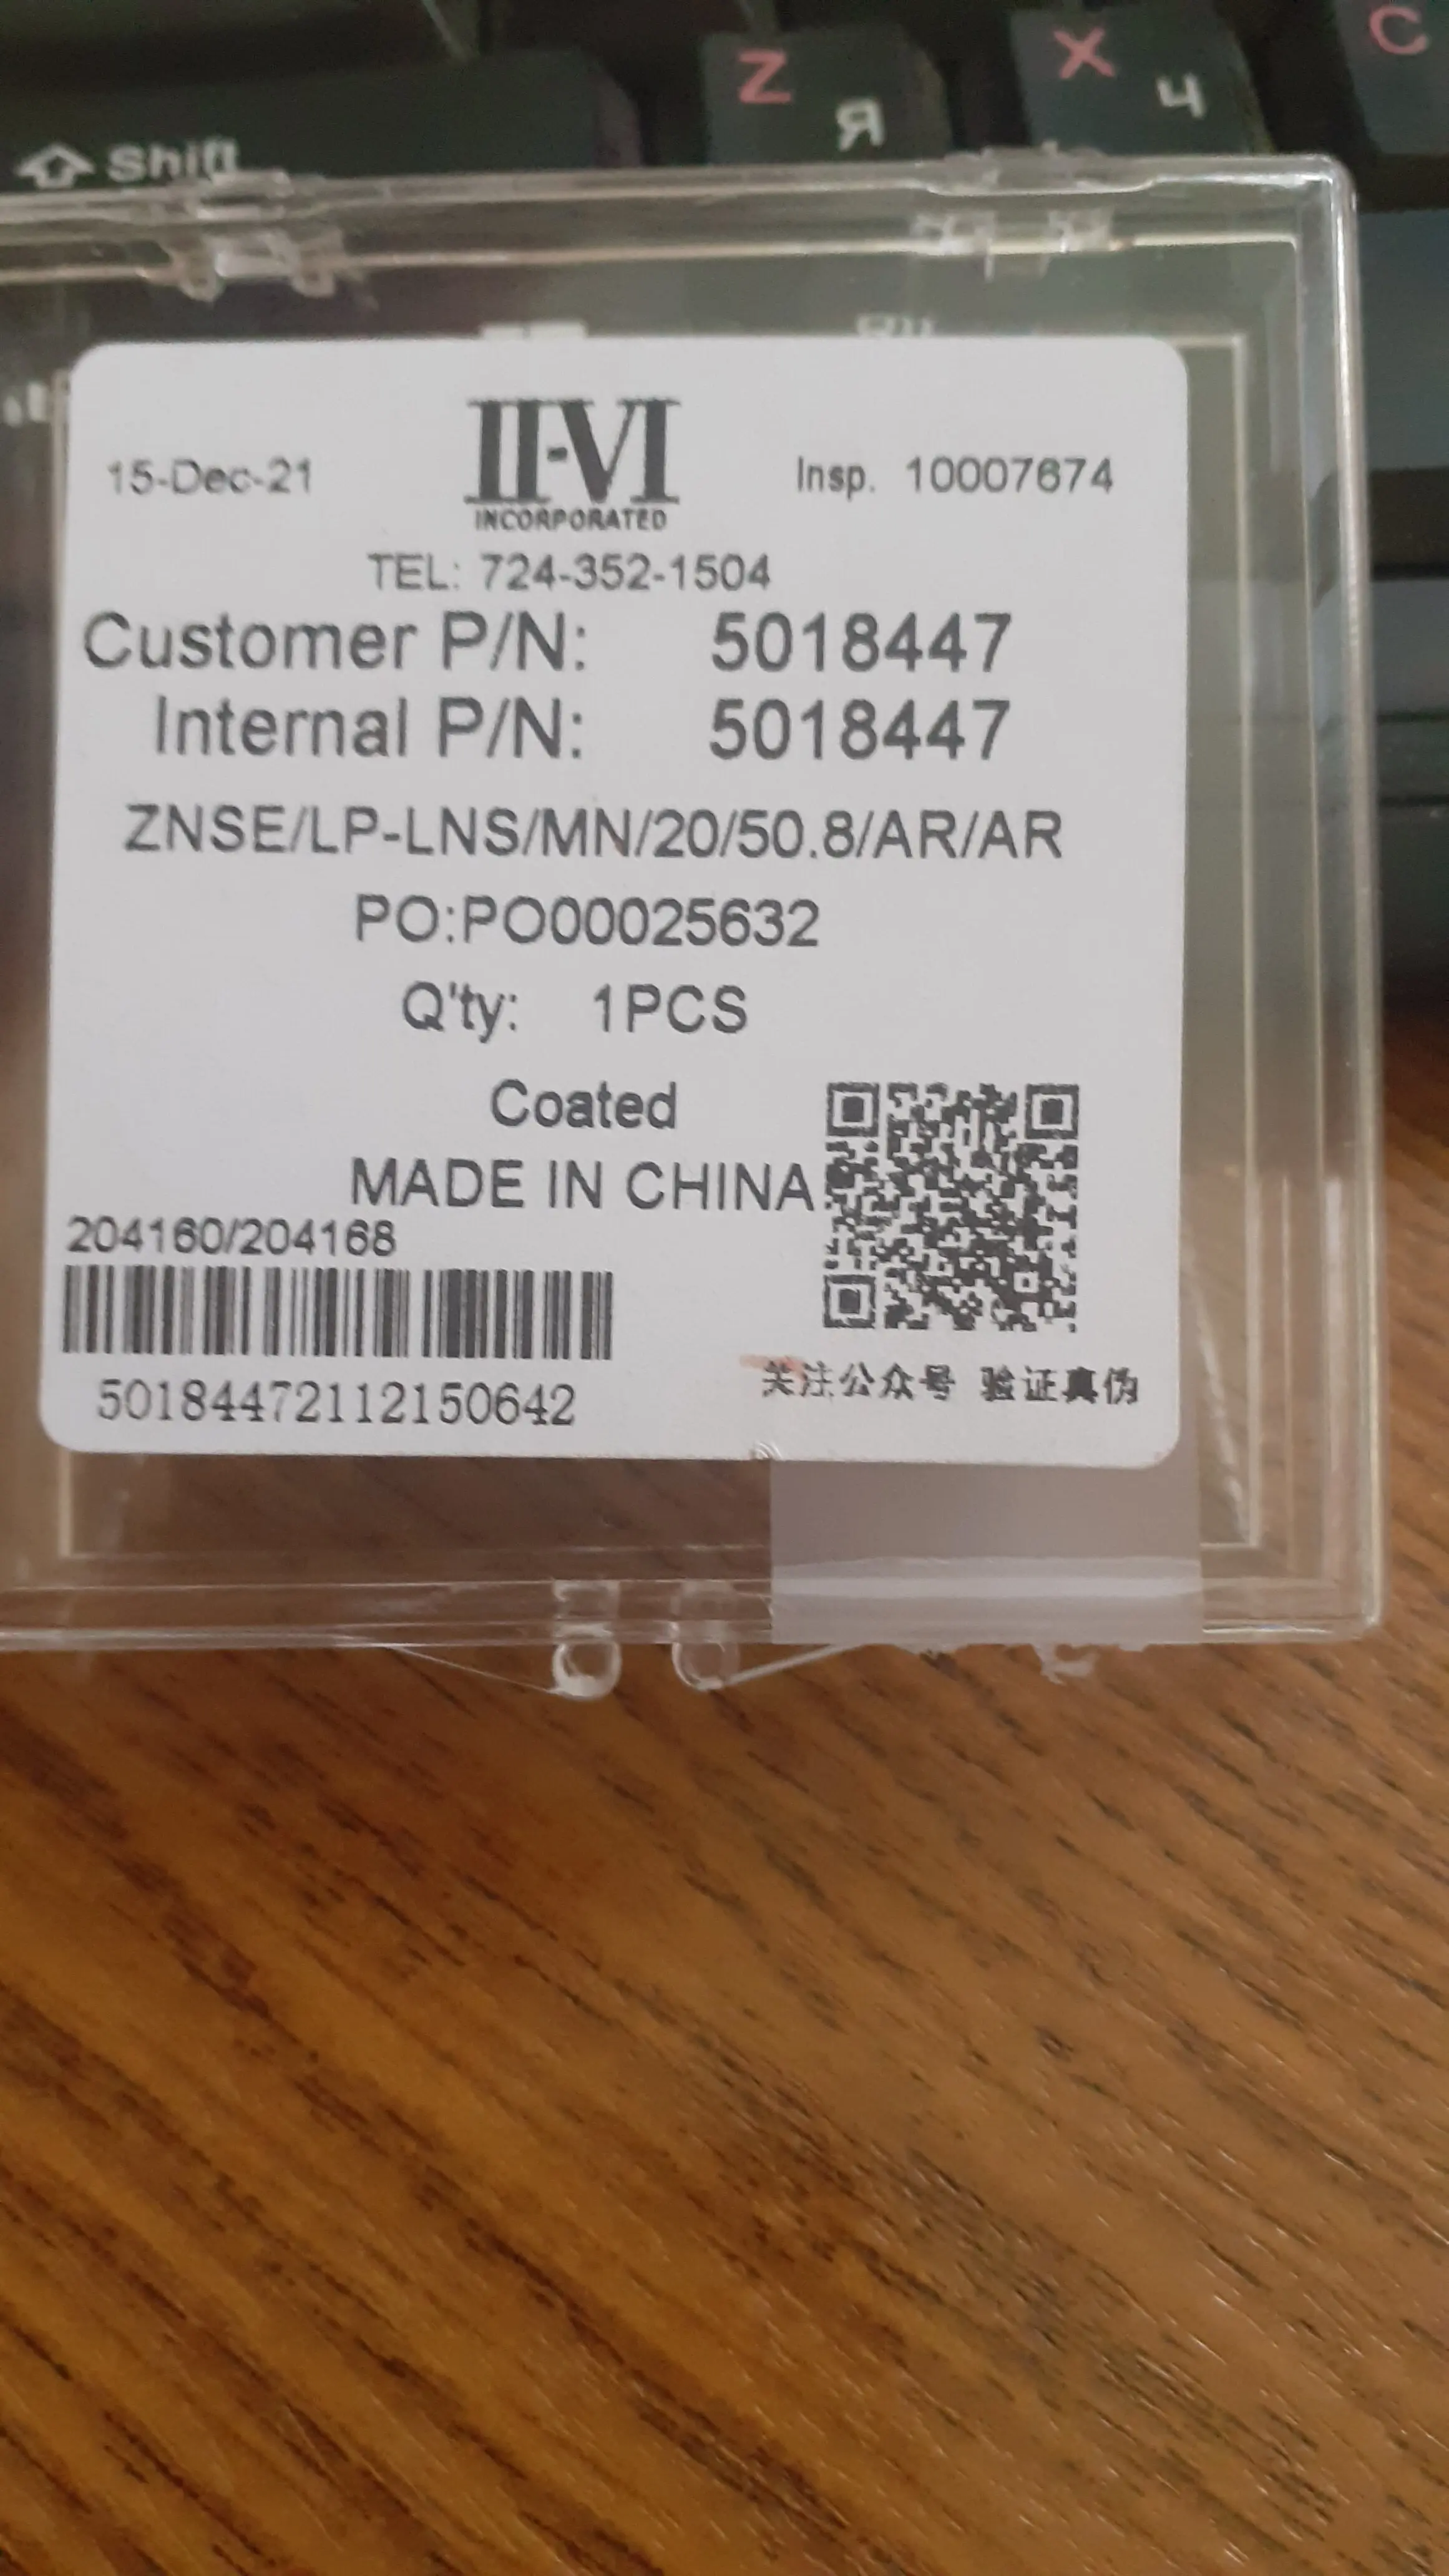 Z
X
C
Я
Ч
Shift
15-Dec-21
II-VI
INCORPORATED
Insp. 10007674
TEL: 724-352-1504
Customer P/N: 5018447
Internal P/N: 5018447
ZNSE/LP-LNS/MN/20/50.8/AR/AR
PO:PO00025632
Q'ty: 1PCS
Coated
MADE IN CHINA
204160/204168
50184472112150642
关注公众号 验证真伪